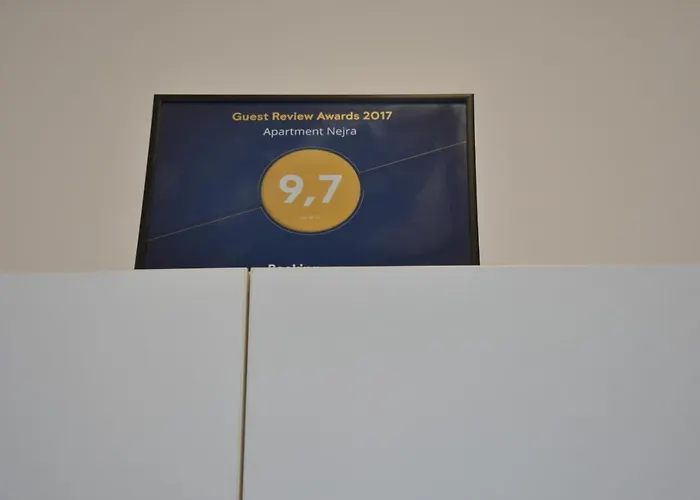 Guest Review Awards 2017
Apartment Nejra
9,7